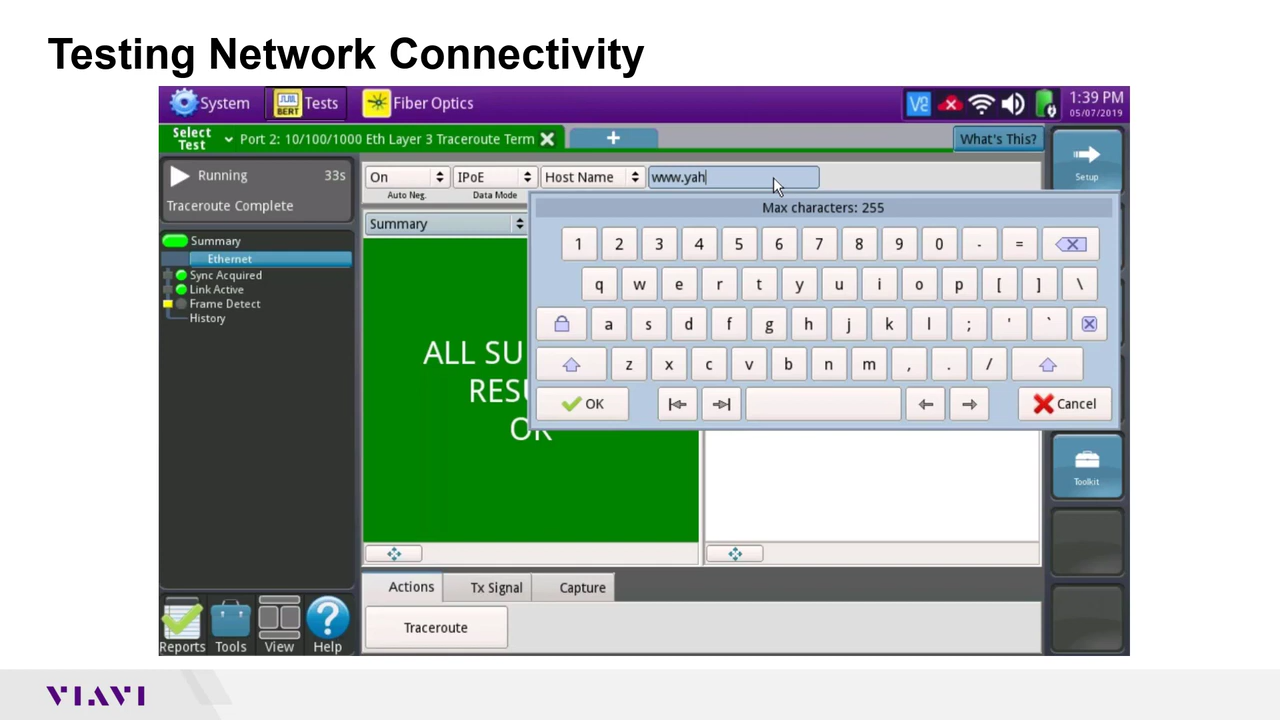 Testing Network Connectivity
System
BERT
Tests
Fiber Optics
1:39 PM
05/07/2019
Select Test
Port 2: 10/100/1000 Eth Layer 3 Traceroute Term
+
What's This?
Running 33s
Traceroute Complete
On
IPoE
Host Name
www.yah
Auto Neg.
Data Mode
Setup
Max characters: 255
Summary
Summary
Ethernet
Sync Acquired
Link Active
Frame Detect
History
1 2 3 4 5 6 7 8 9 0 - =
q w e r t y u i o p [ ] \
a s d f g h j k l ; ' `
z x c v b n m , . /
OK
Cancel
ALL SU
RESU
OK
Toolkit
Actions
Tx Signal
Capture
Traceroute
Reports
Tools
View
Help
VIAVI